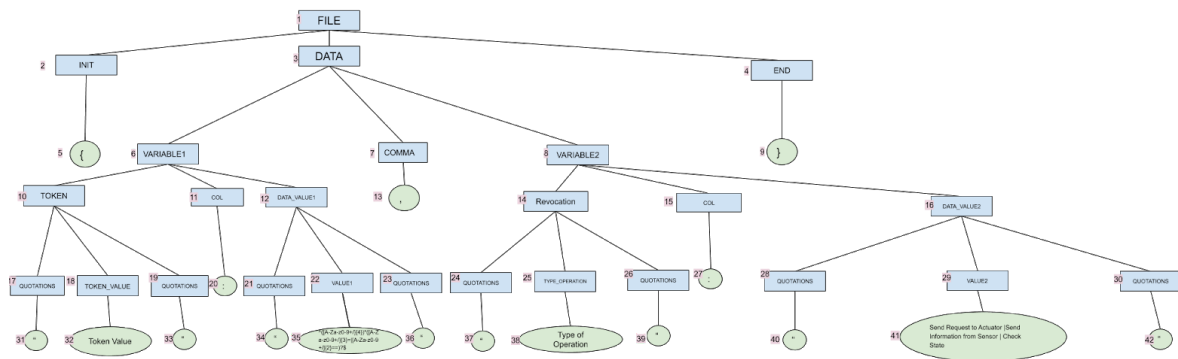 1 FILE
2 INIT
3 DATA
4 END
5 {
6 VARIABLE1
7 COMMA
8 VARIABLE2
9 }
10 TOKEN
11 COL
12 DATA_VALUE1
13 ,
14 Revocation
15 COL
16 DATA_VALUE2
17 QUOTATIONS
18 TOKEN_VALUE
19 QUOTATIONS
20 :
21 QUOTATIONS
22 VALUE1
23 QUOTATIONS
24 QUOTATIONS
25 TYPE_OPERATION
26 QUOTATIONS
27 :
28 QUOTATIONS
29 VALUE2
30 QUOTATIONS
31 "
32 Token Value
33 "
34 "
35
36 "
37 "
38 Type of
Operation
39 "
40 "
41 Send Request to Actuator |Send
Information from Sensor | Check
State
42 "